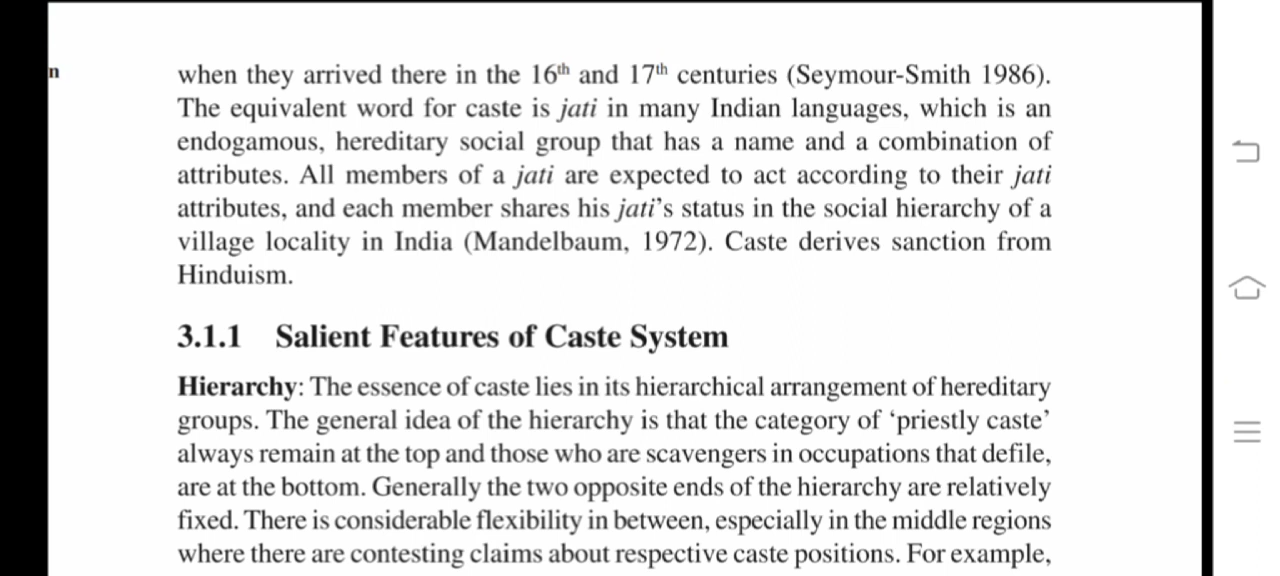 n
when they arrived there in the 16th and 17th centuries (Seymour-Smith 1986).
The equivalent word for caste is jati in many Indian languages, which is an
endogamous, hereditary social group that has a name and a combination of
attributes. All members of a jati are expected to act according to their jati
attributes, and each member shares his jati's status in the social hierarchy of a
village locality in India (Mandelbaum, 1972). Caste derives sanction from
Hinduism.
3.1.1 Salient Features of Caste System
Hierarchy: The essence of caste lies in its hierarchical arrangement of hereditary
groups. The general idea of the hierarchy is that the category of ‘priestly caste’
always remain at the top and those who are scavengers in occupations that defile,
are at the bottom. Generally the two opposite ends of the hierarchy are relatively
fixed. There is considerable flexibility in between, especially in the middle regions
where there are contesting claims about respective caste positions. For example,